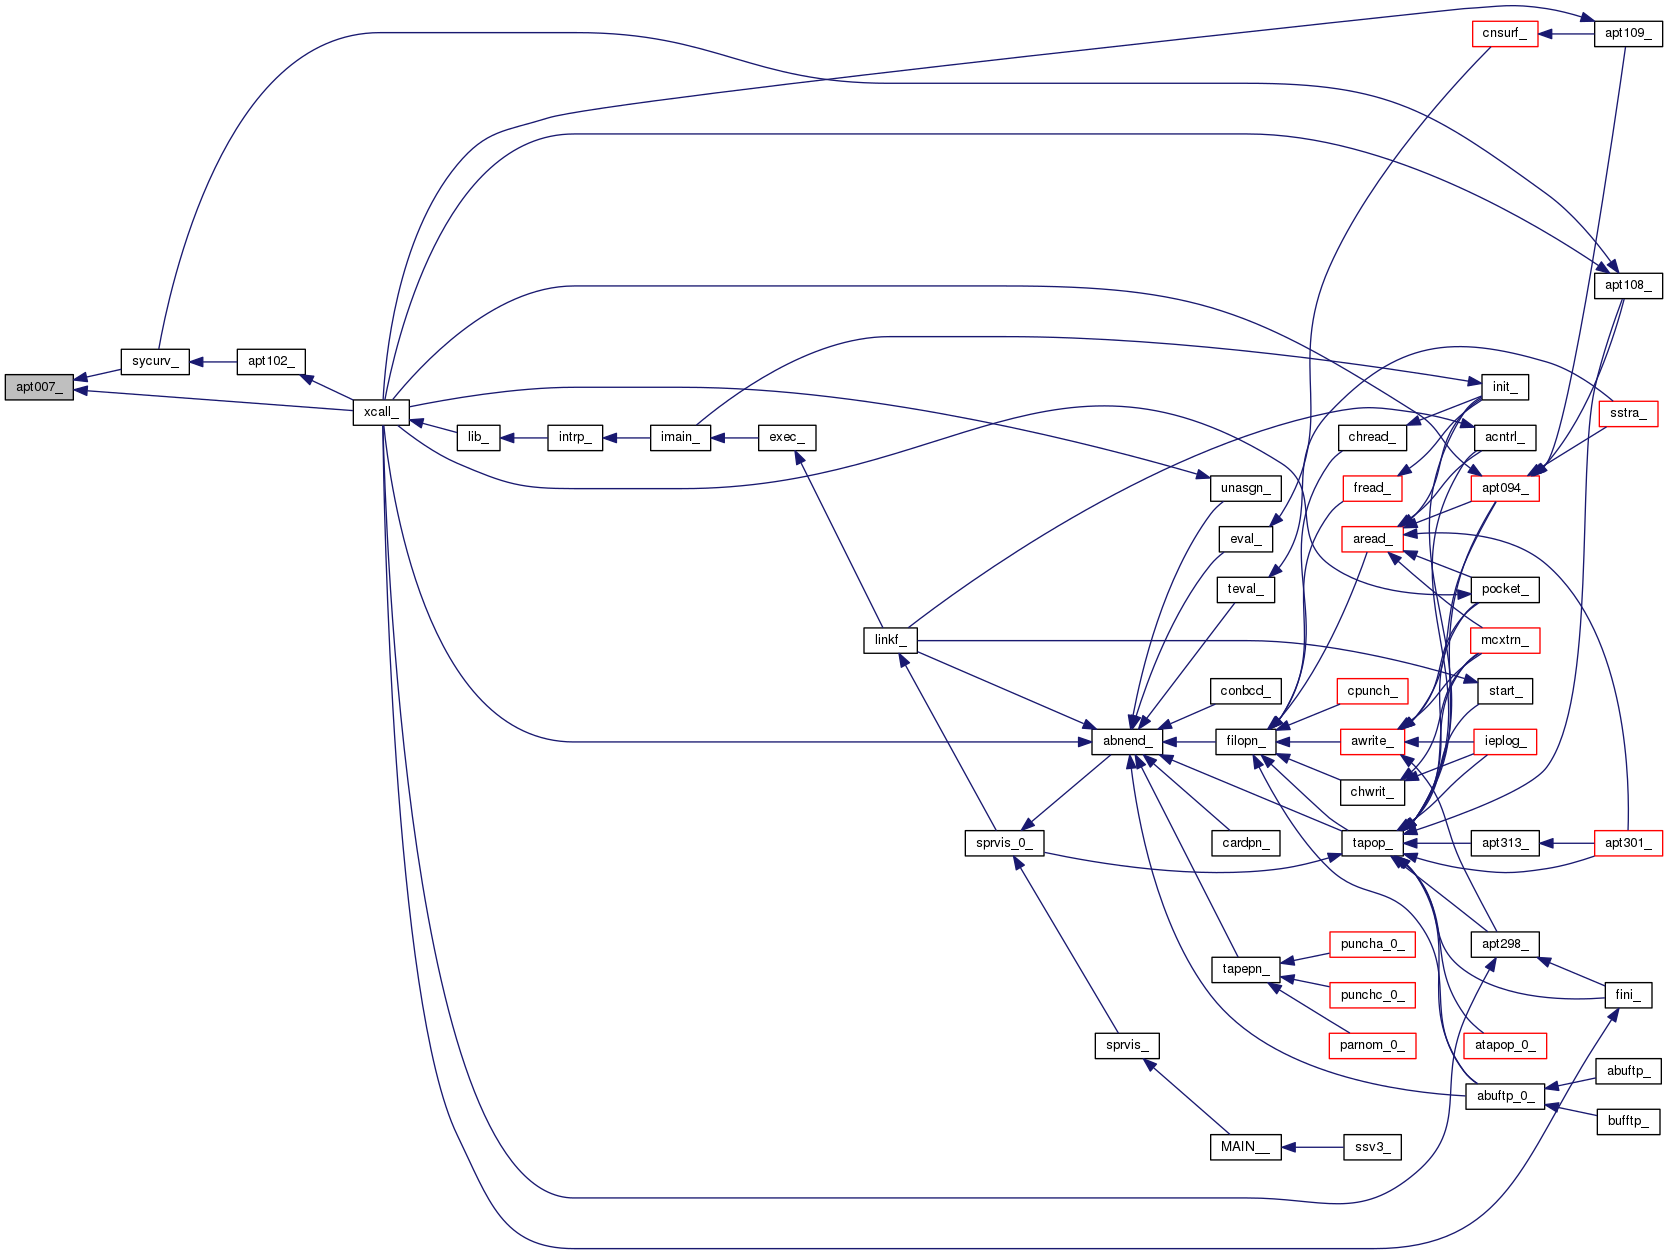 cnsurf_
apt109_
apt108_
sycurv_
apt102_
apt007_
init_
xcall_
sstra_
lib_
intrp_
imain_
exec_
chread_
acntrl_
unasgn_
fread_
apt094_
eval_
aread_
teval_
pocket_
linkf_
mcxtrn_
conbcd_
cpunch_
start_
abnend_
filopn_
awrite_
ieplog_
chwrit_
sprvis_0_
cardpn_
tapop_
apt313_
apt301_
puncha_0_
apt298_
tapepn_
punchc_0_
fini_
sprvis_
parnom_0_
atapop_0_
abuftp_
abuftp_0_
bufftp_
MAIN__
ssv3_